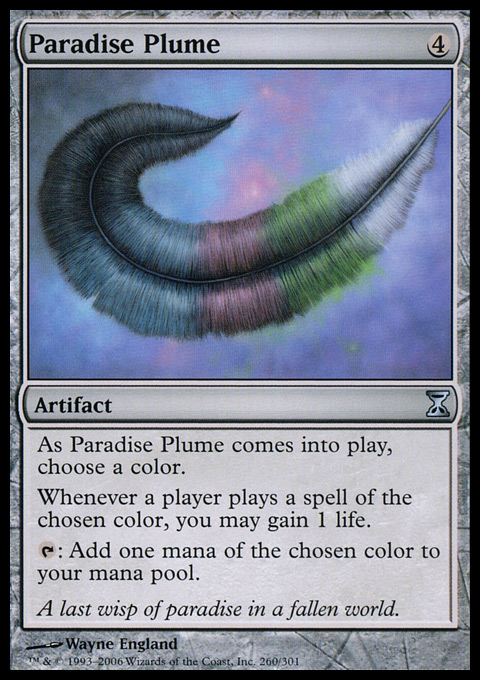 Paradise Plume 4
Artifact
As Paradise Plume comes into play,
choose a color.
Whenever a player plays a spell of the
chosen color, you may gain 1 life.
: Add one mana of the chosen color to
your mana pool.
A last wisp of paradise in a fallen world.
Wayne England
™ & © 1993–2006 Wizards of the Coast, Inc. 260/301